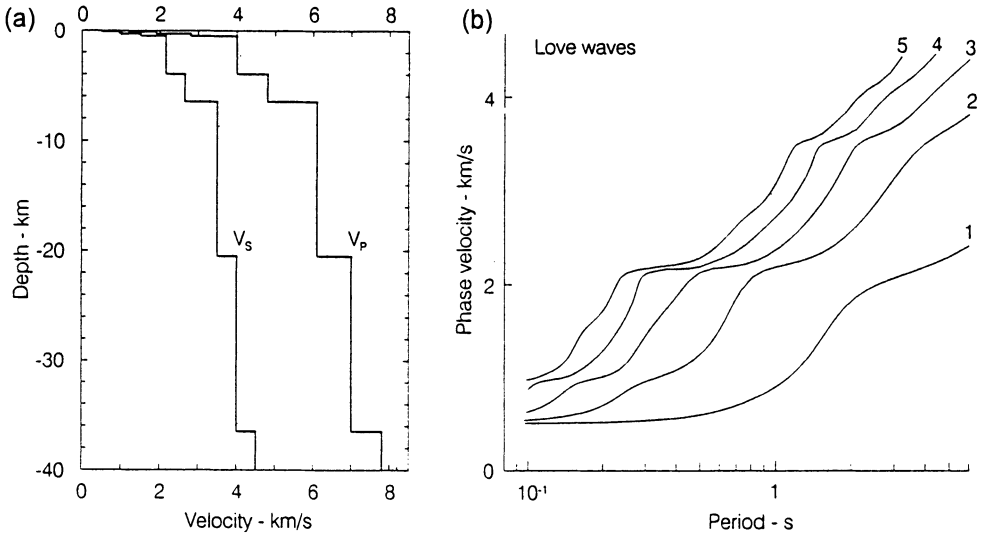 (a)
0 2 4 6 8
0
-10
-20
-30
-40
Depth - km
V_S
V_P
0 2 4 6 8
Velocity - km/s
(b)
Love waves
5 4 3
2
1
4
2
0
Phase velocity - km/s
10⁻¹ 1
Period - s